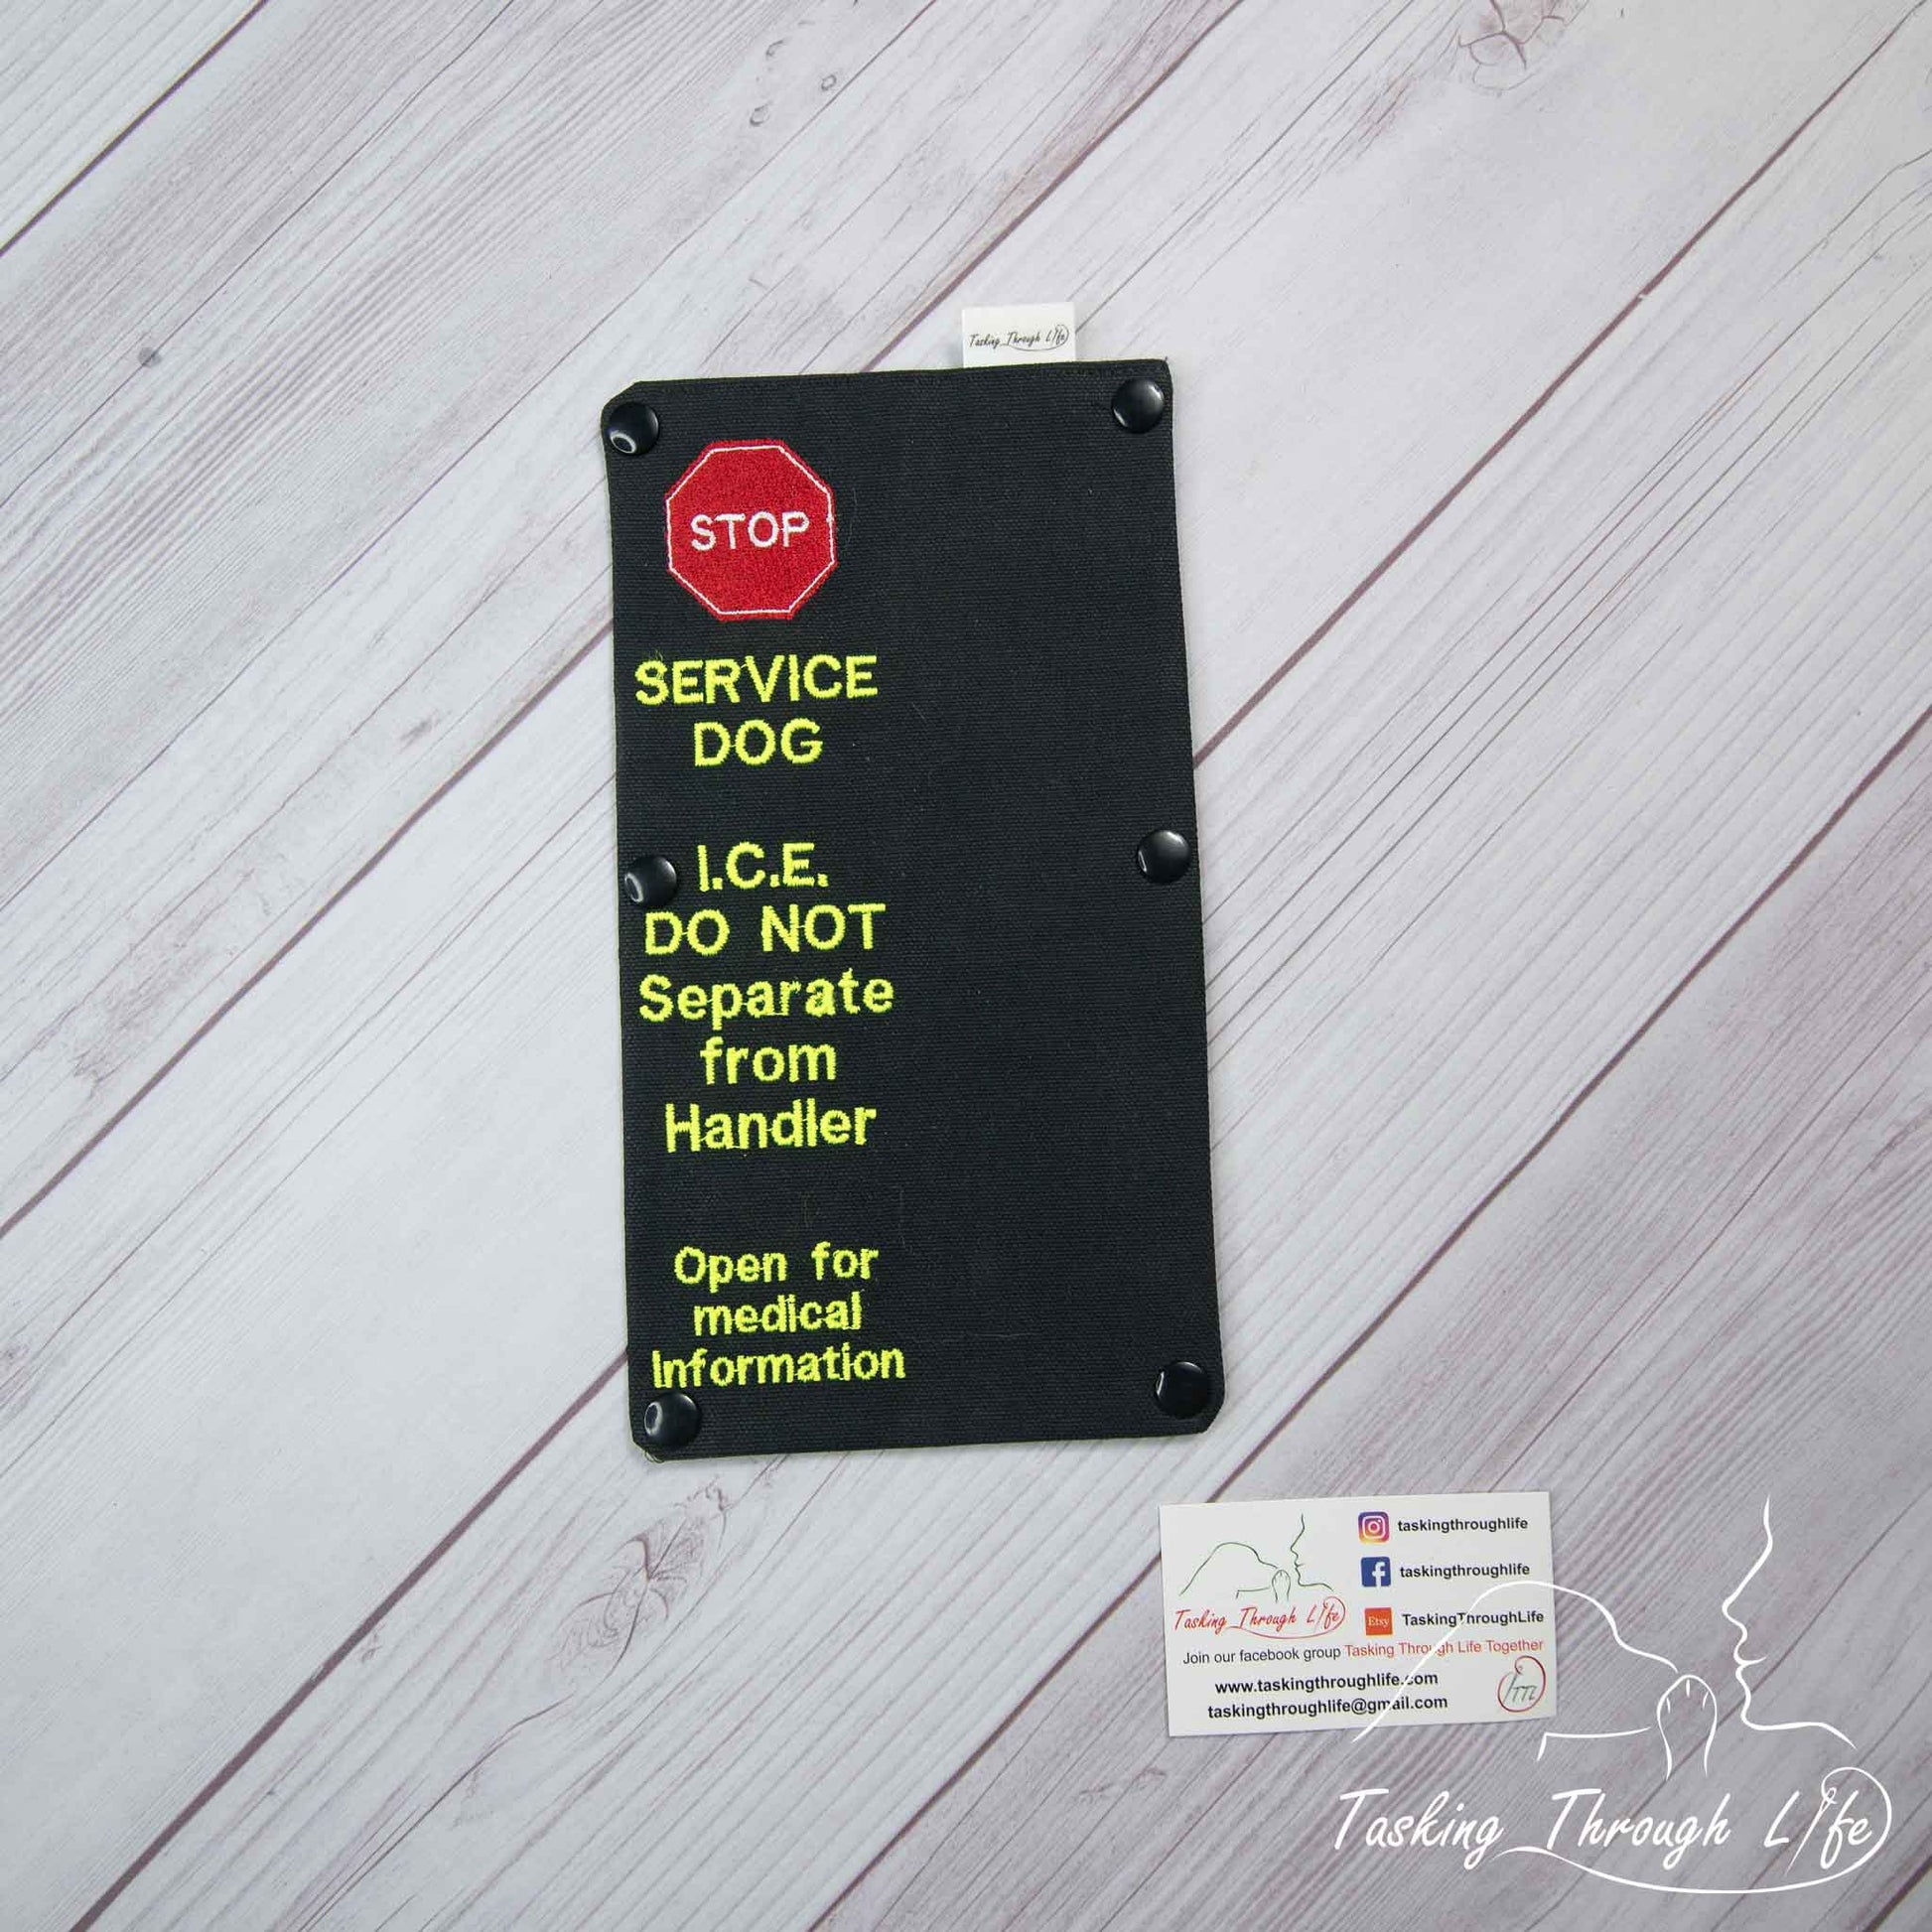 Tasking Through Life
STOP
SERVICE
DOG
I.C.E.
DO NOT
Separate
from
Handler
Open for
medical
Information
taskingthroughlife
taskingthroughlife
Tasking Through Life
Etsy
TaskingThroughLife
Join our facebook group Tasking Through Life Together
www.taskingthroughlife.com
taskingthroughlife@gmail.com
TTL
Tasking Through Life